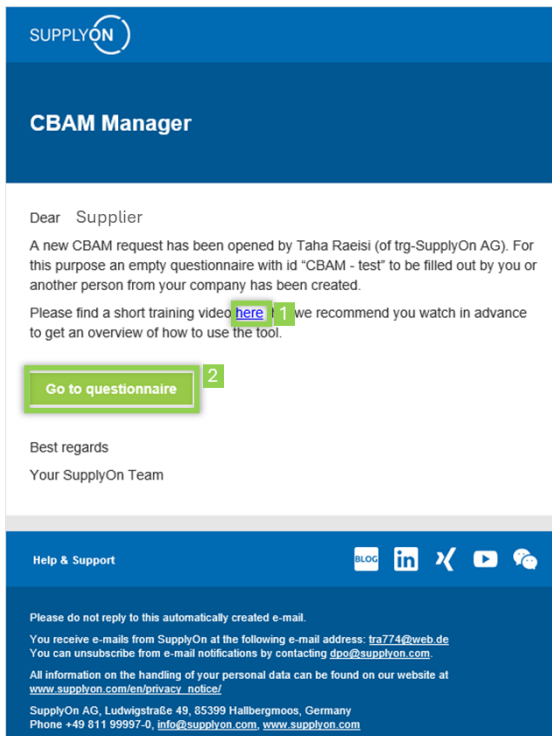 SUPPLYON
CBAM Manager
Dear Supplier
A new CBAM request has been opened by Taha Raeisi (of trg-SupplyOn AG). For
this purpose an empty questionnaire with id “CBAM - test” to be filled out by you or
another person from your company has been created.
Please find a short training video here 1 we recommend you watch in advance
to get an overview of how to use the tool.
Go to questionnaire 2
Best regards
Your SupplyOn Team
Help & Support BLOG in
Please do not reply to this automatically created e-mail.
You receive e-mails from SupplyOn at the following e-mail address: tra774@web.de
You can unsubscribe from e-mail notifications by contacting dpo@supplyon.com.
All information on the handling of your personal data can be found on our website at
www.supplyon.com/en/privacy_notice/
SupplyOn AG, Ludwigstraße 49, 85399 Hallbergmoos, Germany
Phone +49 811 99997-0, info@supplyon.com, www.supplyon.com